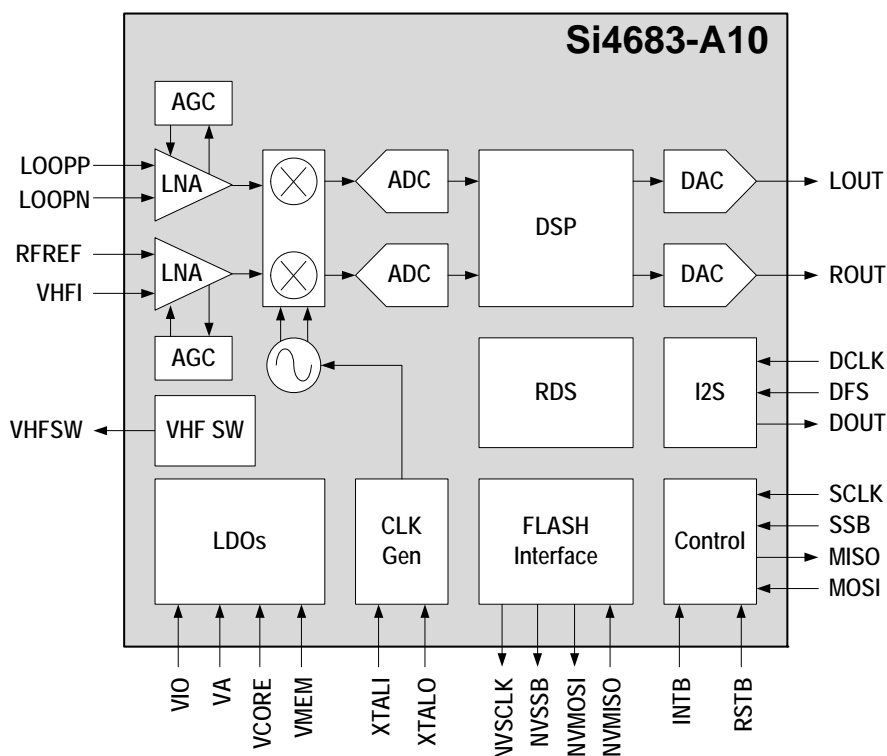 Si4683-A10
AGC
LOOPP
LOOPN
LNA
ADC
DSP
DAC
LOUT
RFREF
VHFI
LNA
ADC
DAC
ROUT
AGC
RDS
I2S
DCLK
DFS
DOUT
VHFSW
VHF SW
LDOs
CLK
Gen
FLASH
Interface
Control
SCLK
SSB
MISO
MOSI
VIO
VA
VCORE
VMEM
XTALI
XTALO
NVSCLK
NVSSB
NVMOSI
NVMISO
INTB
RSTB